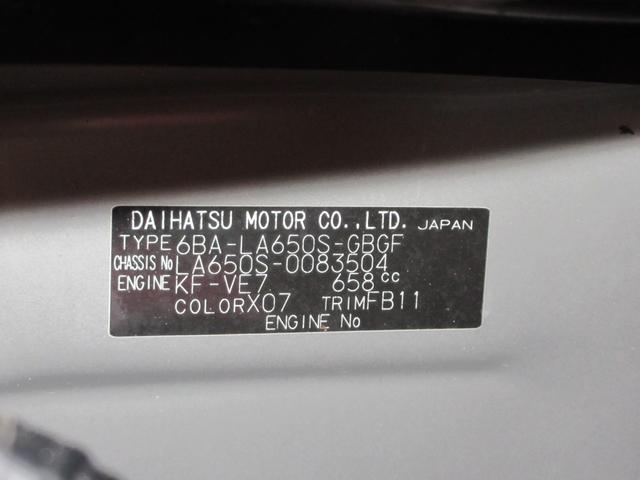 DAIHATSU MOTOR CO.,LTD. JAPAN
TYPE 6BA-LA650S-GBGF
CHASSIS No LA650S-0083504
ENGINE KF-VE7 658cc
COLOR X07 TRIM FB11
ENGINE No